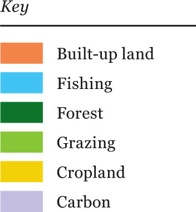 Key
Built-up land
Fishing
Forest
Grazing
Cropland
Carbon